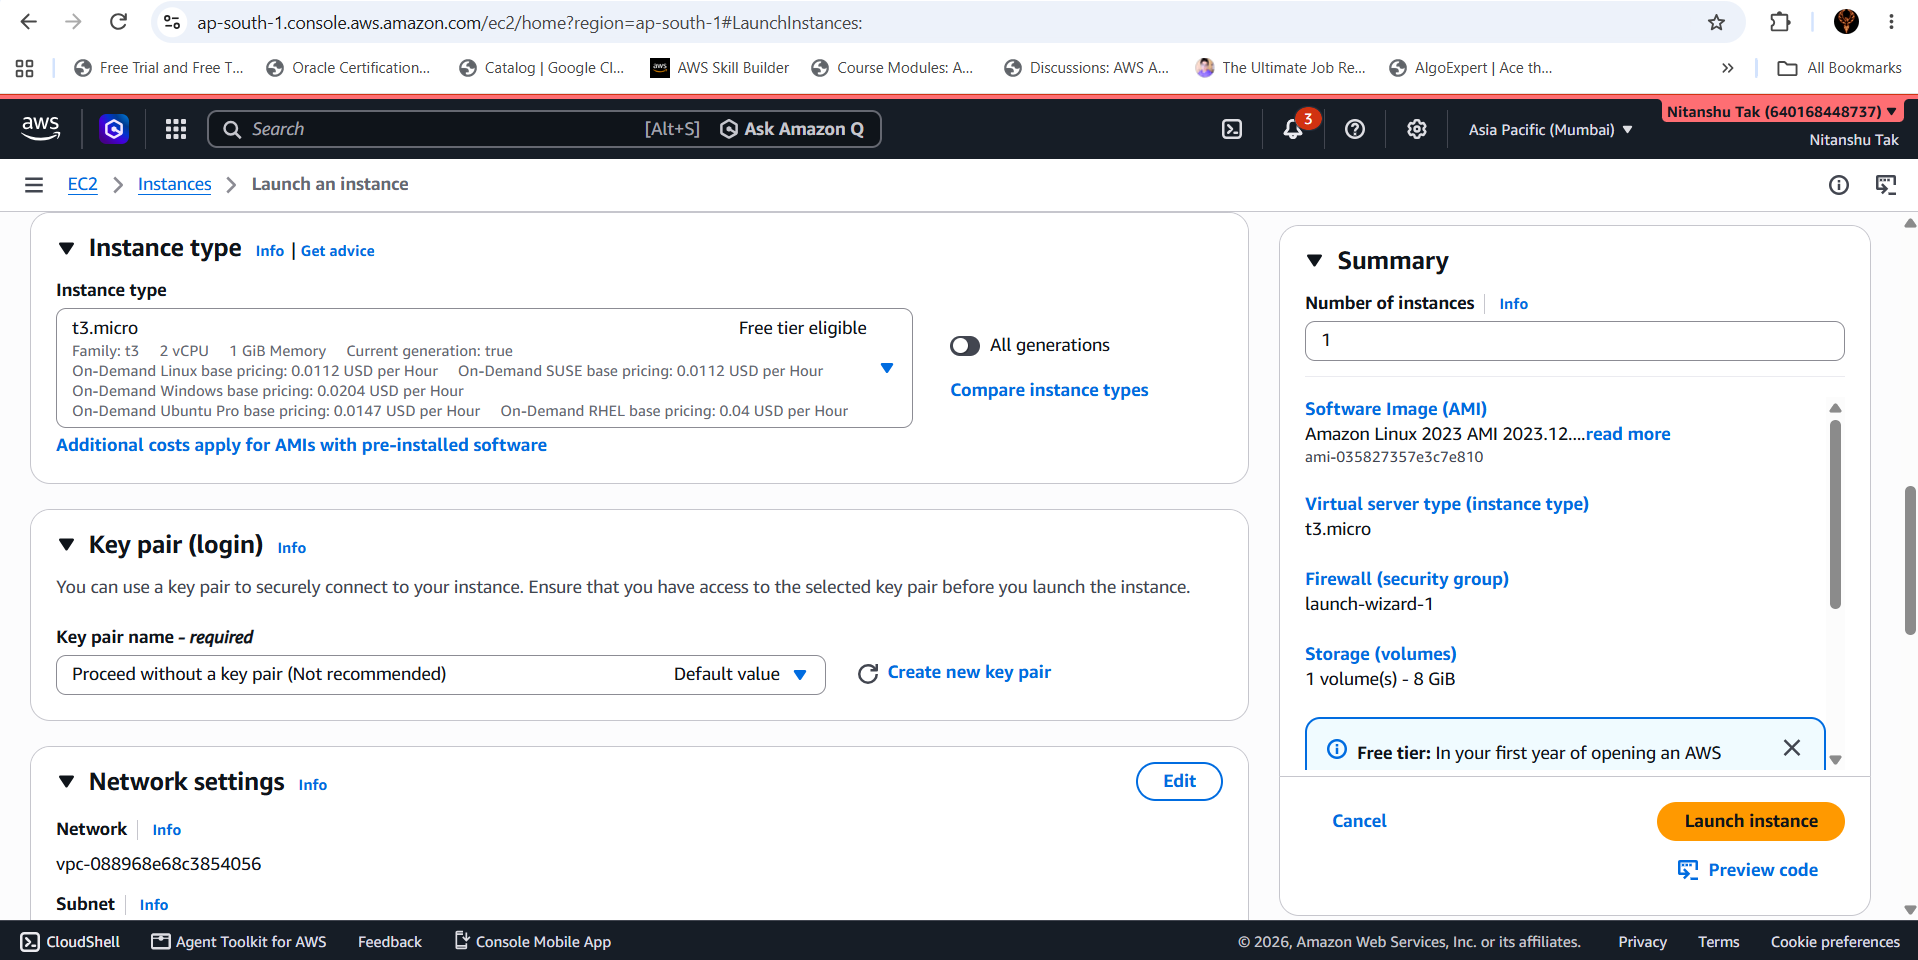 ap-south-1.console.aws.amazon.com/ec2/home?region=ap-south-1#LaunchInstances:
Free Trial and Free T... Oracle Certification... Catalog | Google Cl... aws AWS Skill Builder Course Modules: A... Discussions: AWS A... The Ultimate Job Re... AlgoExpert | Ace th... » All Bookmarks
aws Search [Alt+S] Ask Amazon Q 3 Asia Pacific (Mumbai) Nitanshu Tak (640168448737)
Nitanshu Tak
EC2 Instances Launch an instance
Instance type Info | Get advice
Instance type
t3.micro Free tier eligible
Family: t3 2 vCPU 1 GiB Memory Current generation: true
On-Demand Linux base pricing: 0.0112 USD per Hour On-Demand SUSE base pricing: 0.0112 USD per Hour
On-Demand Windows base pricing: 0.0204 USD per Hour
On-Demand Ubuntu Pro base pricing: 0.0147 USD per Hour On-Demand RHEL base pricing: 0.04 USD per Hour
All generations
Compare instance types
Additional costs apply for AMIs with pre-installed software
Key pair (login) Info
You can use a key pair to securely connect to your instance. Ensure that you have access to the selected key pair before you launch the instance.
Key pair name - required
Proceed without a key pair (Not recommended) Default value Create new key pair
Network settings Info Edit
Network Info
vpc-088968e68c3854056
Subnet Info
Summary
Number of instances Info
1
Software Image (AMI)
Amazon Linux 2023 AMI 2023.12....read more
ami-035827357e3c7e810
Virtual server type (instance type)
t3.micro
Firewall (security group)
launch-wizard-1
Storage (volumes)
1 volume(s) - 8 GiB
Free tier: In your first year of opening an AWS
Cancel Launch instance
Preview code
CloudShell Agent Toolkit for AWS Feedback Console Mobile App © 2026, Amazon Web Services, Inc. or its affiliates. Privacy Terms Cookie preferences